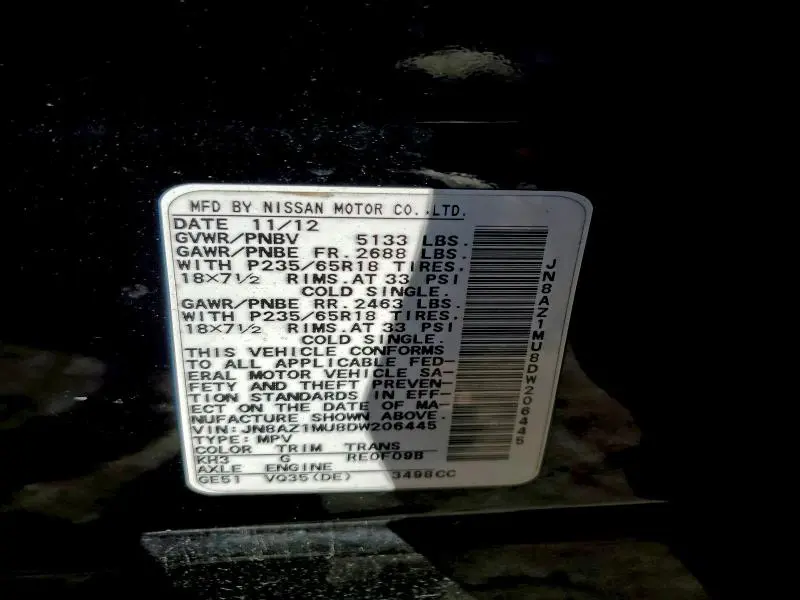 MFD BY NISSAN MOTOR CO.,LTD.
DATE 11/12
GVWR/PNBV 5133 LBS.
GAWR/PNBE FR.2688 LBS.
WITH P235/65R18 TIRES.
18×7½ RIMS.AT 33 PSI
COLD SINGLE.
GAWR/PNBE RR.2463 LBS.
WITH P235/65R18 TIRES.
18×7½ RIMS.AT 33 PSI
COLD SINGLE.
THIS VEHICLE CONFORMS
TO ALL APPLICABLE FED-
ERAL MOTOR VEHICLE SA-
FETY AND THEFT PREVEN-
TION STANDARDS IN EFF-
ECT ON THE DATE OF MA-
NUFACTURE SHOWN ABOVE.
VIN:JN8AZ1MU8DW206445
TYPE:MPV
COLOR TRIM TRANS
KH3 G RE0F09B
AXLE ENGINE
GE51 VQ35(DE) 3498CC
JN8AZ1MU8DW206445